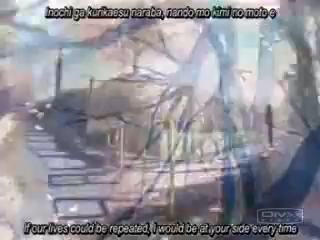 Inochi ga kurikaesu naraba, nando mo kimi no moto e
If our lives could be repeated, I would be at your side every time
DIVX